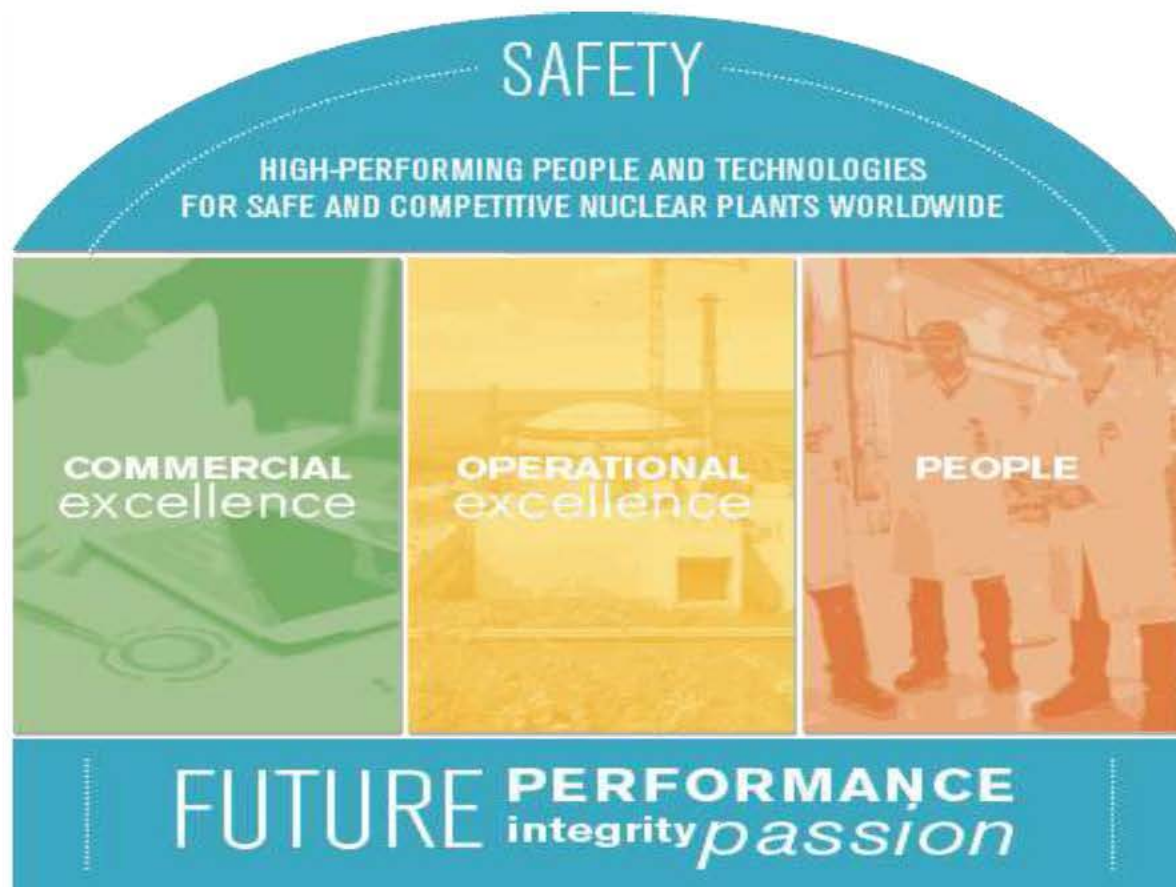 SAFETY
HIGH-PERFORMING PEOPLE AND TECHNOLOGIES
FOR SAFE AND COMPETITIVE NUCLEAR PLANTS WORLDWIDE
COMMERCIAL
excellence
OPERATIONAL
excellence
PEOPLE
FUTURE PERFORMANCE,
integrity passion